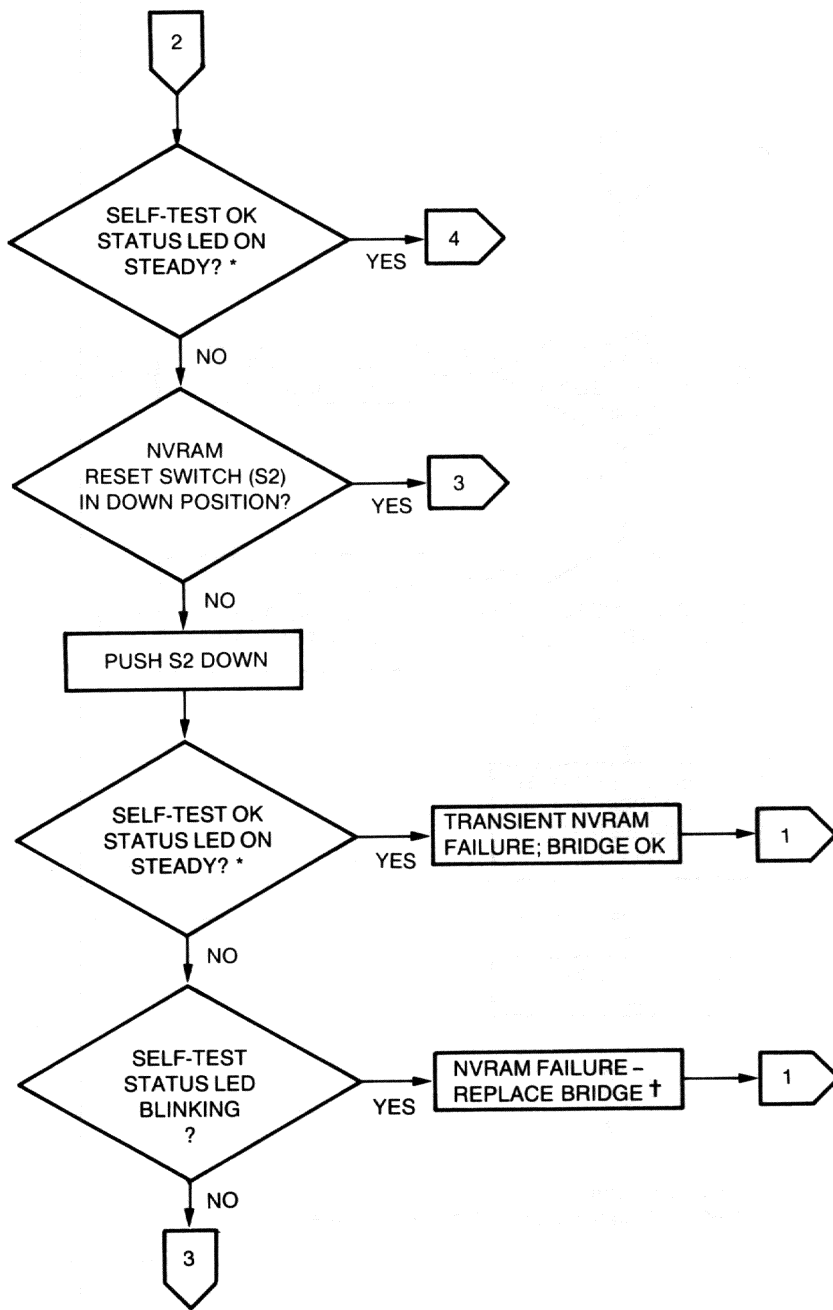 2
SELF-TEST OK
STATUS LED ON
STEADY? *
YES
4
NO
NVRAM
RESET SWITCH (S2)
IN DOWN POSITION?
YES
3
NO
PUSH S2 DOWN
SELF-TEST OK
STATUS LED ON
STEADY? *
YES
TRANSIENT NVRAM
FAILURE; BRIDGE OK
1
NO
SELF-TEST
STATUS LED
BLINKING
?
YES
NVRAM FAILURE –
REPLACE BRIDGE †
1
NO
3